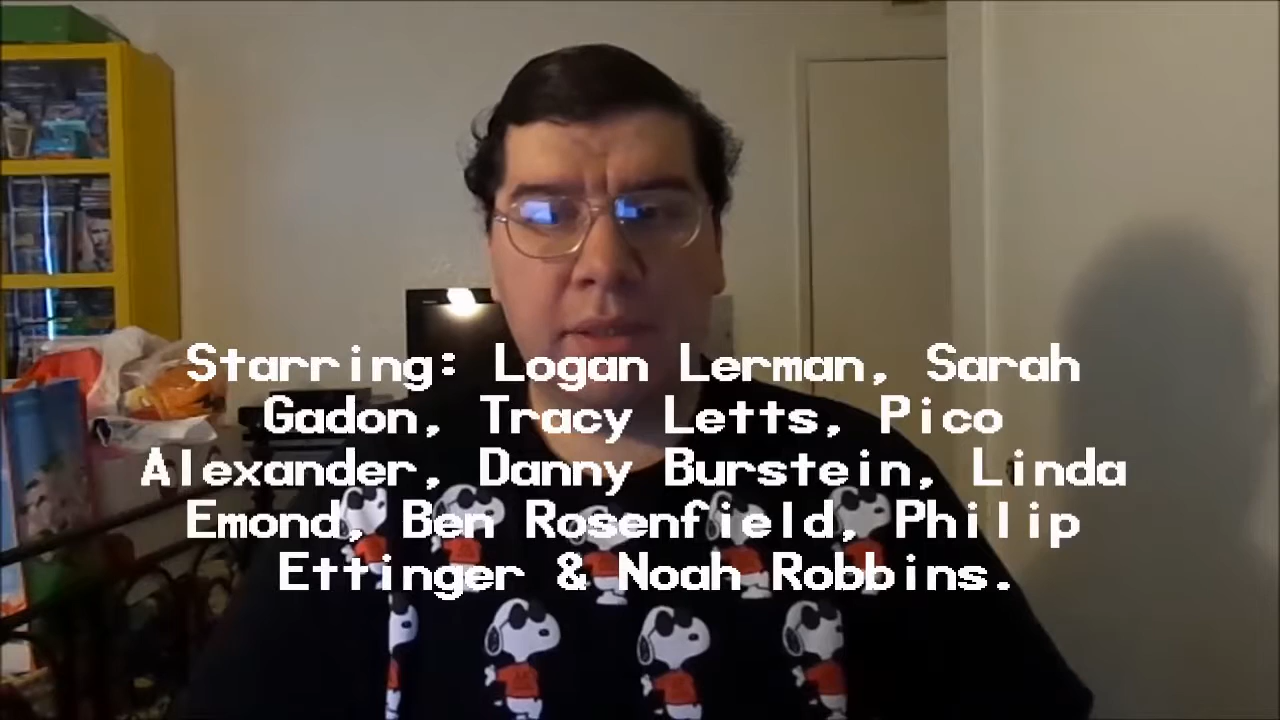 Starring: Logan Lerman, Sarah
Gadon, Tracy Letts, Pico
Alexander, Danny Burstein, Linda
Emond, Ben Rosenfield, Philip
Ettinger & Noah Robbins.